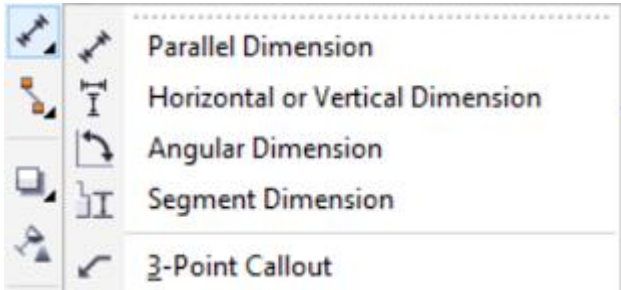 Parallel Dimension
Horizontal or Vertical Dimension
Angular Dimension
Segment Dimension
3-Point Callout